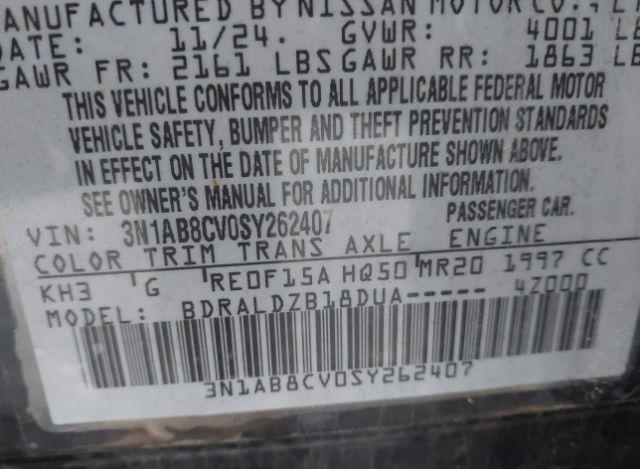 MANUFACTURED BY NISSAN MOTOR CO.,
DATE: 11/24. GVWR: 4001 LB
GAWR FR: 2161 LBS GAWR RR: 1863 LB
THIS VEHICLE CONFORMS TO ALL APPLICABLE FEDERAL MOTOR
VEHICLE SAFETY, BUMPER AND THEFT PREVENTION STANDARDS
IN EFFECT ON THE DATE OF MANUFACTURE SHOWN ABOVE.
SEE OWNER'S MANUAL FOR ADDITIONAL INFORMATION.
VIN: 3N1AB8CV0SY262407 PASSENGER CAR.
COLOR TRIM TRANS AXLE ENGINE
KH3 G RE0F15A HQ50 MR20 1997 CC
MODEL: BDRALDZB18DUA----- 4Z000
3N1AB8CV0SY262407